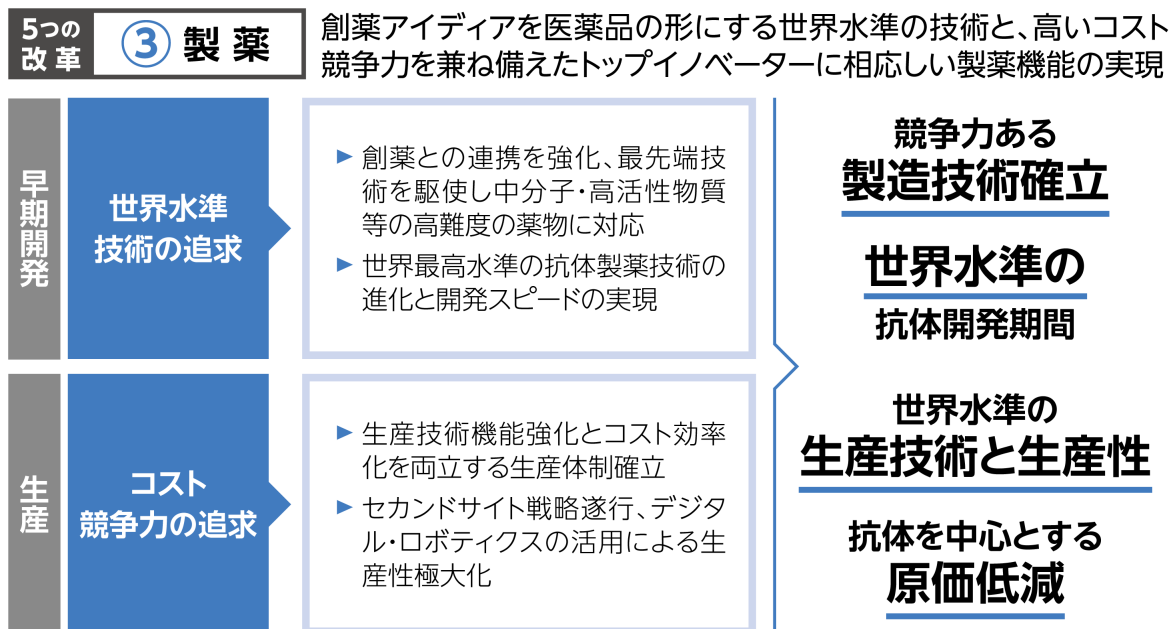 5つの
改革
③ 製薬
創薬アイディアを医薬品の形にする世界水準の技術と、高いコスト
競争力を兼ね備えたトップイノベーターに相応しい製薬機能の実現
早期開発
世界水準
技術の追求
▶ 創薬との連携を強化、最先端技
術を駆使し中分子・高活性物質
等の高難度の薬物に対応
▶ 世界最高水準の抗体製薬技術の
進化と開発スピードの実現
生産
コスト
競争力の追求
▶ 生産技術機能強化とコスト効率
化を両立する生産体制確立
▶ セカンドサイト戦略遂行、デジタ
ル・ロボティクスの活用による生
産性極大化
競争力ある
製造技術確立
世界水準の
抗体開発期間
世界水準の
生産技術と生産性
抗体を中心とする
原価低減